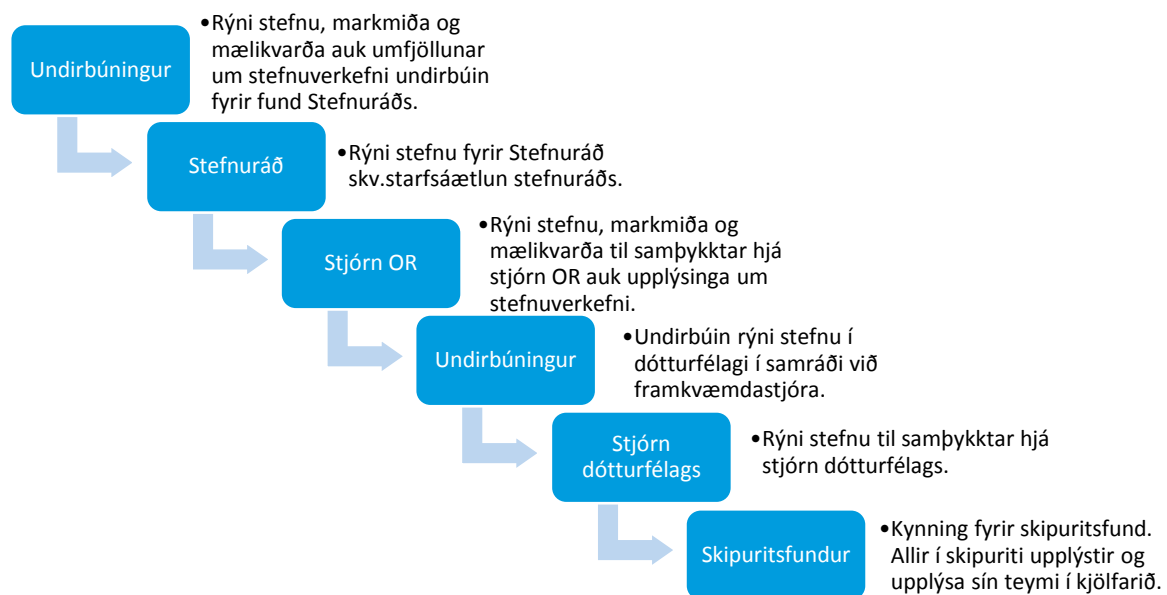 Undirbúningur
•Rýni stefnu, markmiða og
mælikvarða auk umfjöllunar
um stefnuverkefni undirbúin
fyrir fund Stefnuráðs.
Stefnuráð
•Rýni stefnu fyrir Stefnuráð
skv.starfsáætlun stefnuráðs.
Stjórn OR
•Rýni stefnu, markmiða og
mælikvarða til samþykktar hjá
stjórn OR auk upplýsinga um
stefnuverkefni.
Undirbúningur
•Undirbúin rýni stefnu í
dótturfélagi í samráði við
framkvæmdastjóra.
Stjórn
dótturfélags
•Rýni stefnu til samþykktar hjá
stjórn dótturfélags.
Skipuritsfundur
•Kynning fyrir skipuritsfund.
Allir í skipuriti upplýstir og
upplýsa sín teymi í kjölfarið.